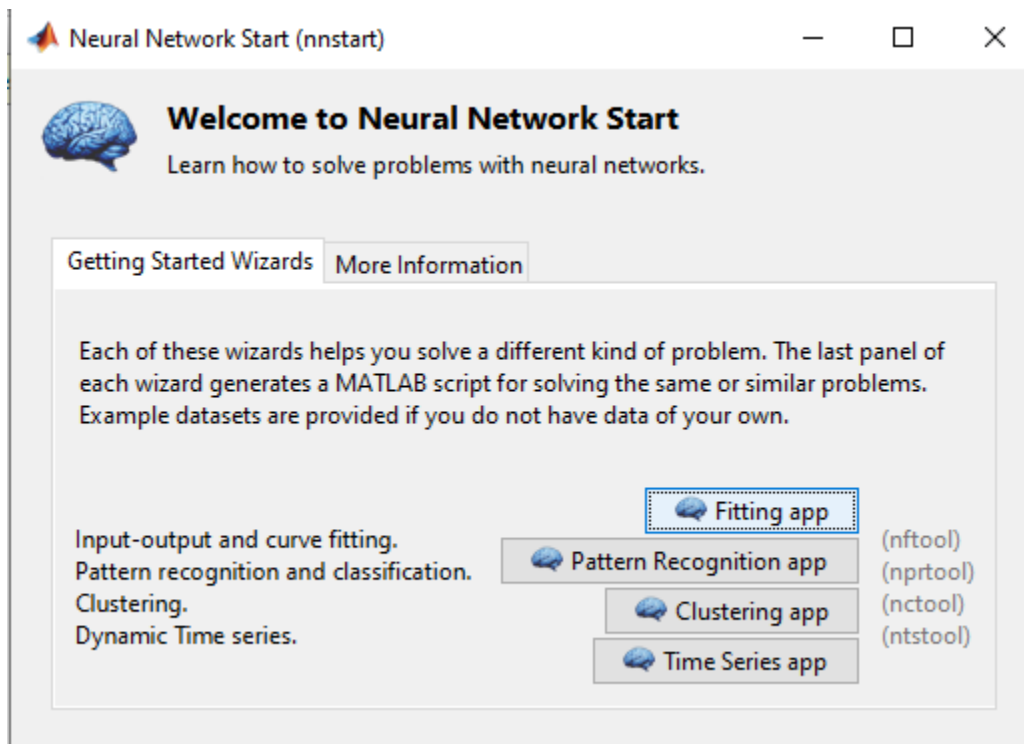 Neural Network Start (nnstart)
Welcome to Neural Network Start
Learn how to solve problems with neural networks.
Getting Started Wizards
More Information
Each of these wizards helps you solve a different kind of problem. The last panel of
each wizard generates a MATLAB script for solving the same or similar problems.
Example datasets are provided if you do not have data of your own.
Input-output and curve fitting.
Fitting app
(nftool)
Pattern recognition and classification.
Pattern Recognition app
(nprtool)
Clustering.
Clustering app
(nctool)
Dynamic Time series.
Time Series app
(ntstool)